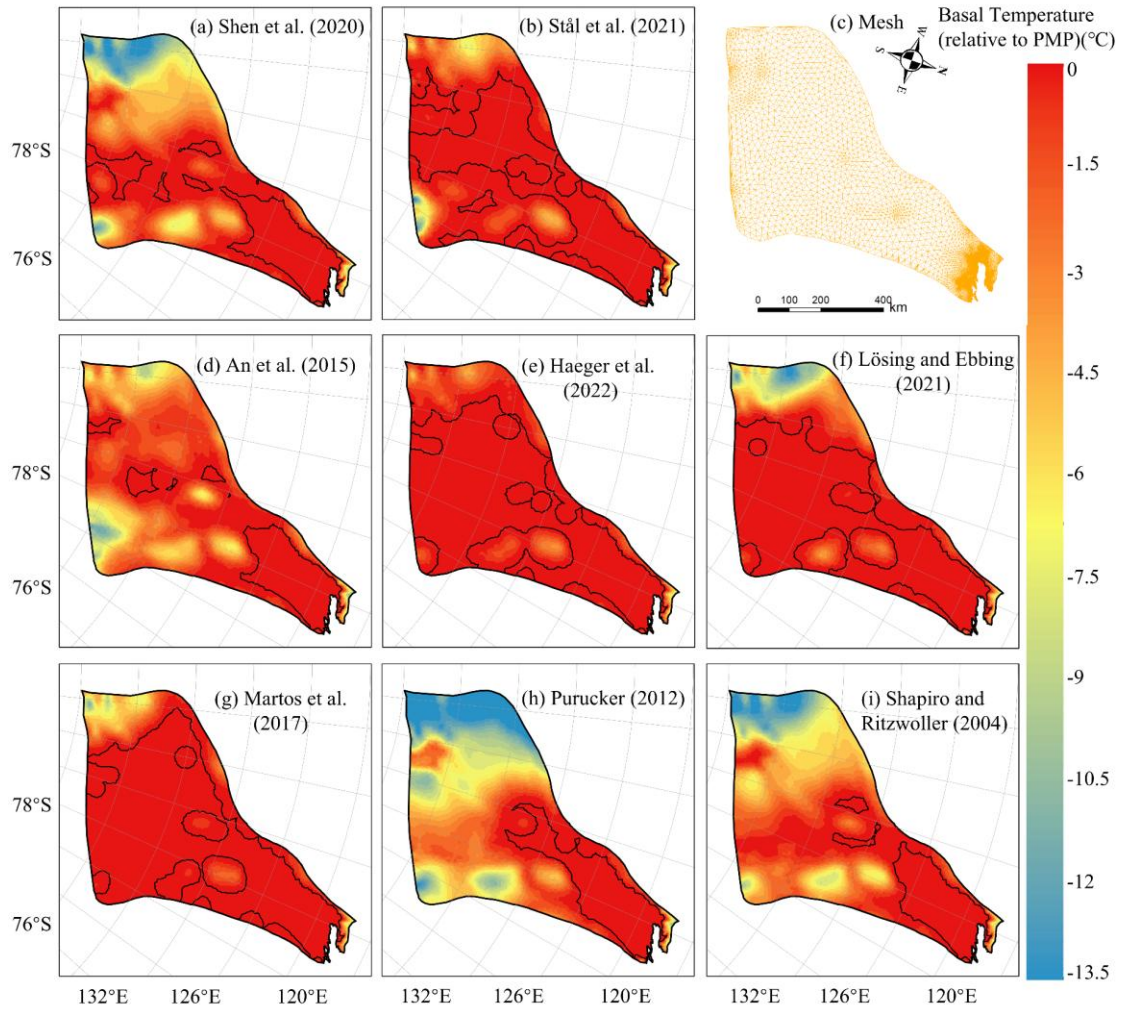 (a) Shen et al. (2020)
(b) Stål et al. (2021)
(c) Mesh
Basal Temperature
(relative to PMP)(°C)
W
S
N
E
0
-1.5
-3
-4.5
-6
-7.5
-9
-10.5
-12
-13.5
78°S
76°S
0 100 200 400
km
(d) An et al. (2015)
(e) Haeger et al.
(2022)
(f) Lösing and Ebbing
(2021)
78°S
76°S
(g) Martos et al.
(2017)
(h) Purucker (2012)
(i) Shapiro and
Ritzwoller (2004)
78°S
76°S
132°E 126°E 120°E
132°E 126°E 120°E
132°E 126°E 120°E